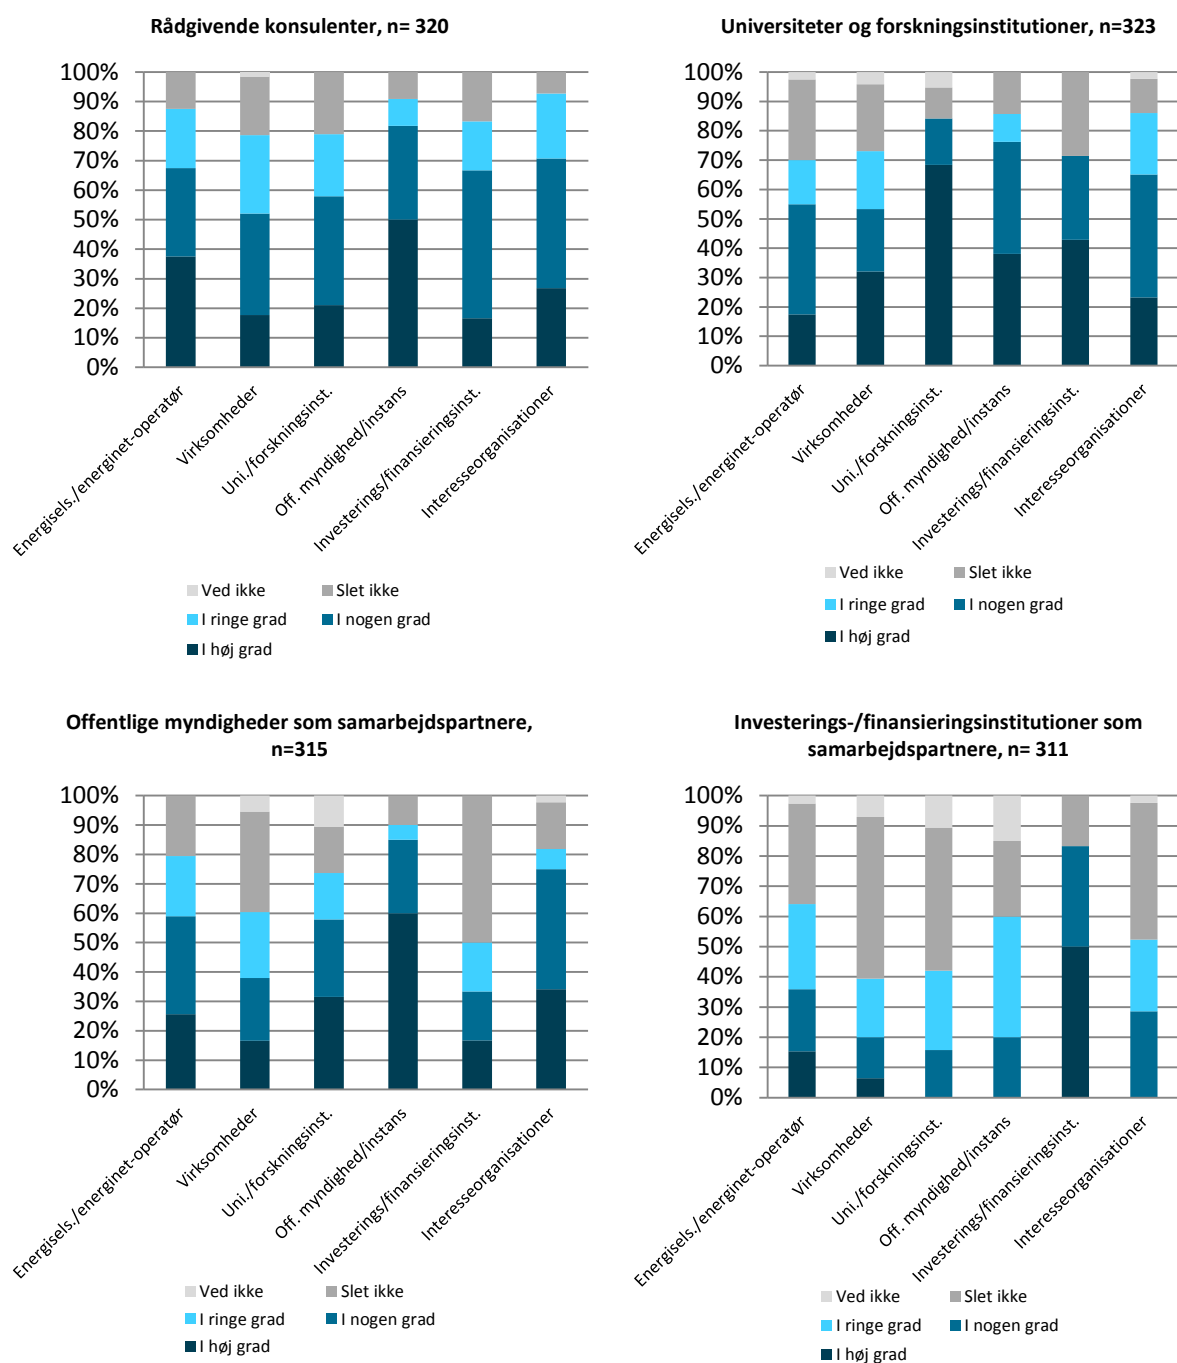 Rådgivende konsulenter, n= 320
100%
90%
80%
70%
60%
50%
40%
30%
20%
10%
0%
Energisels./energinet-operatør
Virksomheder
Uni./forskningsinst.
Off. myndighed/instans
Investerings/finansieringsinst.
Interesseorganisationer
Ved ikke
Slet ikke
I ringe grad
I nogen grad
I høj grad
Universiteter og forskningsinstitutioner, n=323
100%
90%
80%
70%
60%
50%
40%
30%
20%
10%
0%
Energisels./energinet-operatør
Virksomheder
Uni./forskningsinst.
Off. myndighed/instans
Investerings/finansieringsinst.
Interesseorganisationer
Ved ikke
Slet ikke
I ringe grad
I nogen grad
I høj grad
Offentlige myndigheder som samarbejdspartnere,
n=315
100%
90%
80%
70%
60%
50%
40%
30%
20%
10%
0%
Energisels./energinet-operatør
Virksomheder
Uni./forskningsinst.
Off. myndighed/instans
Investerings/finansieringsinst.
Interesseorganisationer
Ved ikke
Slet ikke
I ringe grad
I nogen grad
I høj grad
Investerings-/finansieringsinstitutioner som
samarbejdspartnere, n= 311
100%
90%
80%
70%
60%
50%
40%
30%
20%
10%
0%
Energisels./energinet-operatør
Virksomheder
Uni./forskningsinst.
Off. myndighed/instans
Investerings/finansieringsinst.
Interesseorganisationer
Ved ikke
Slet ikke
I ringe grad
I nogen grad
I høj grad